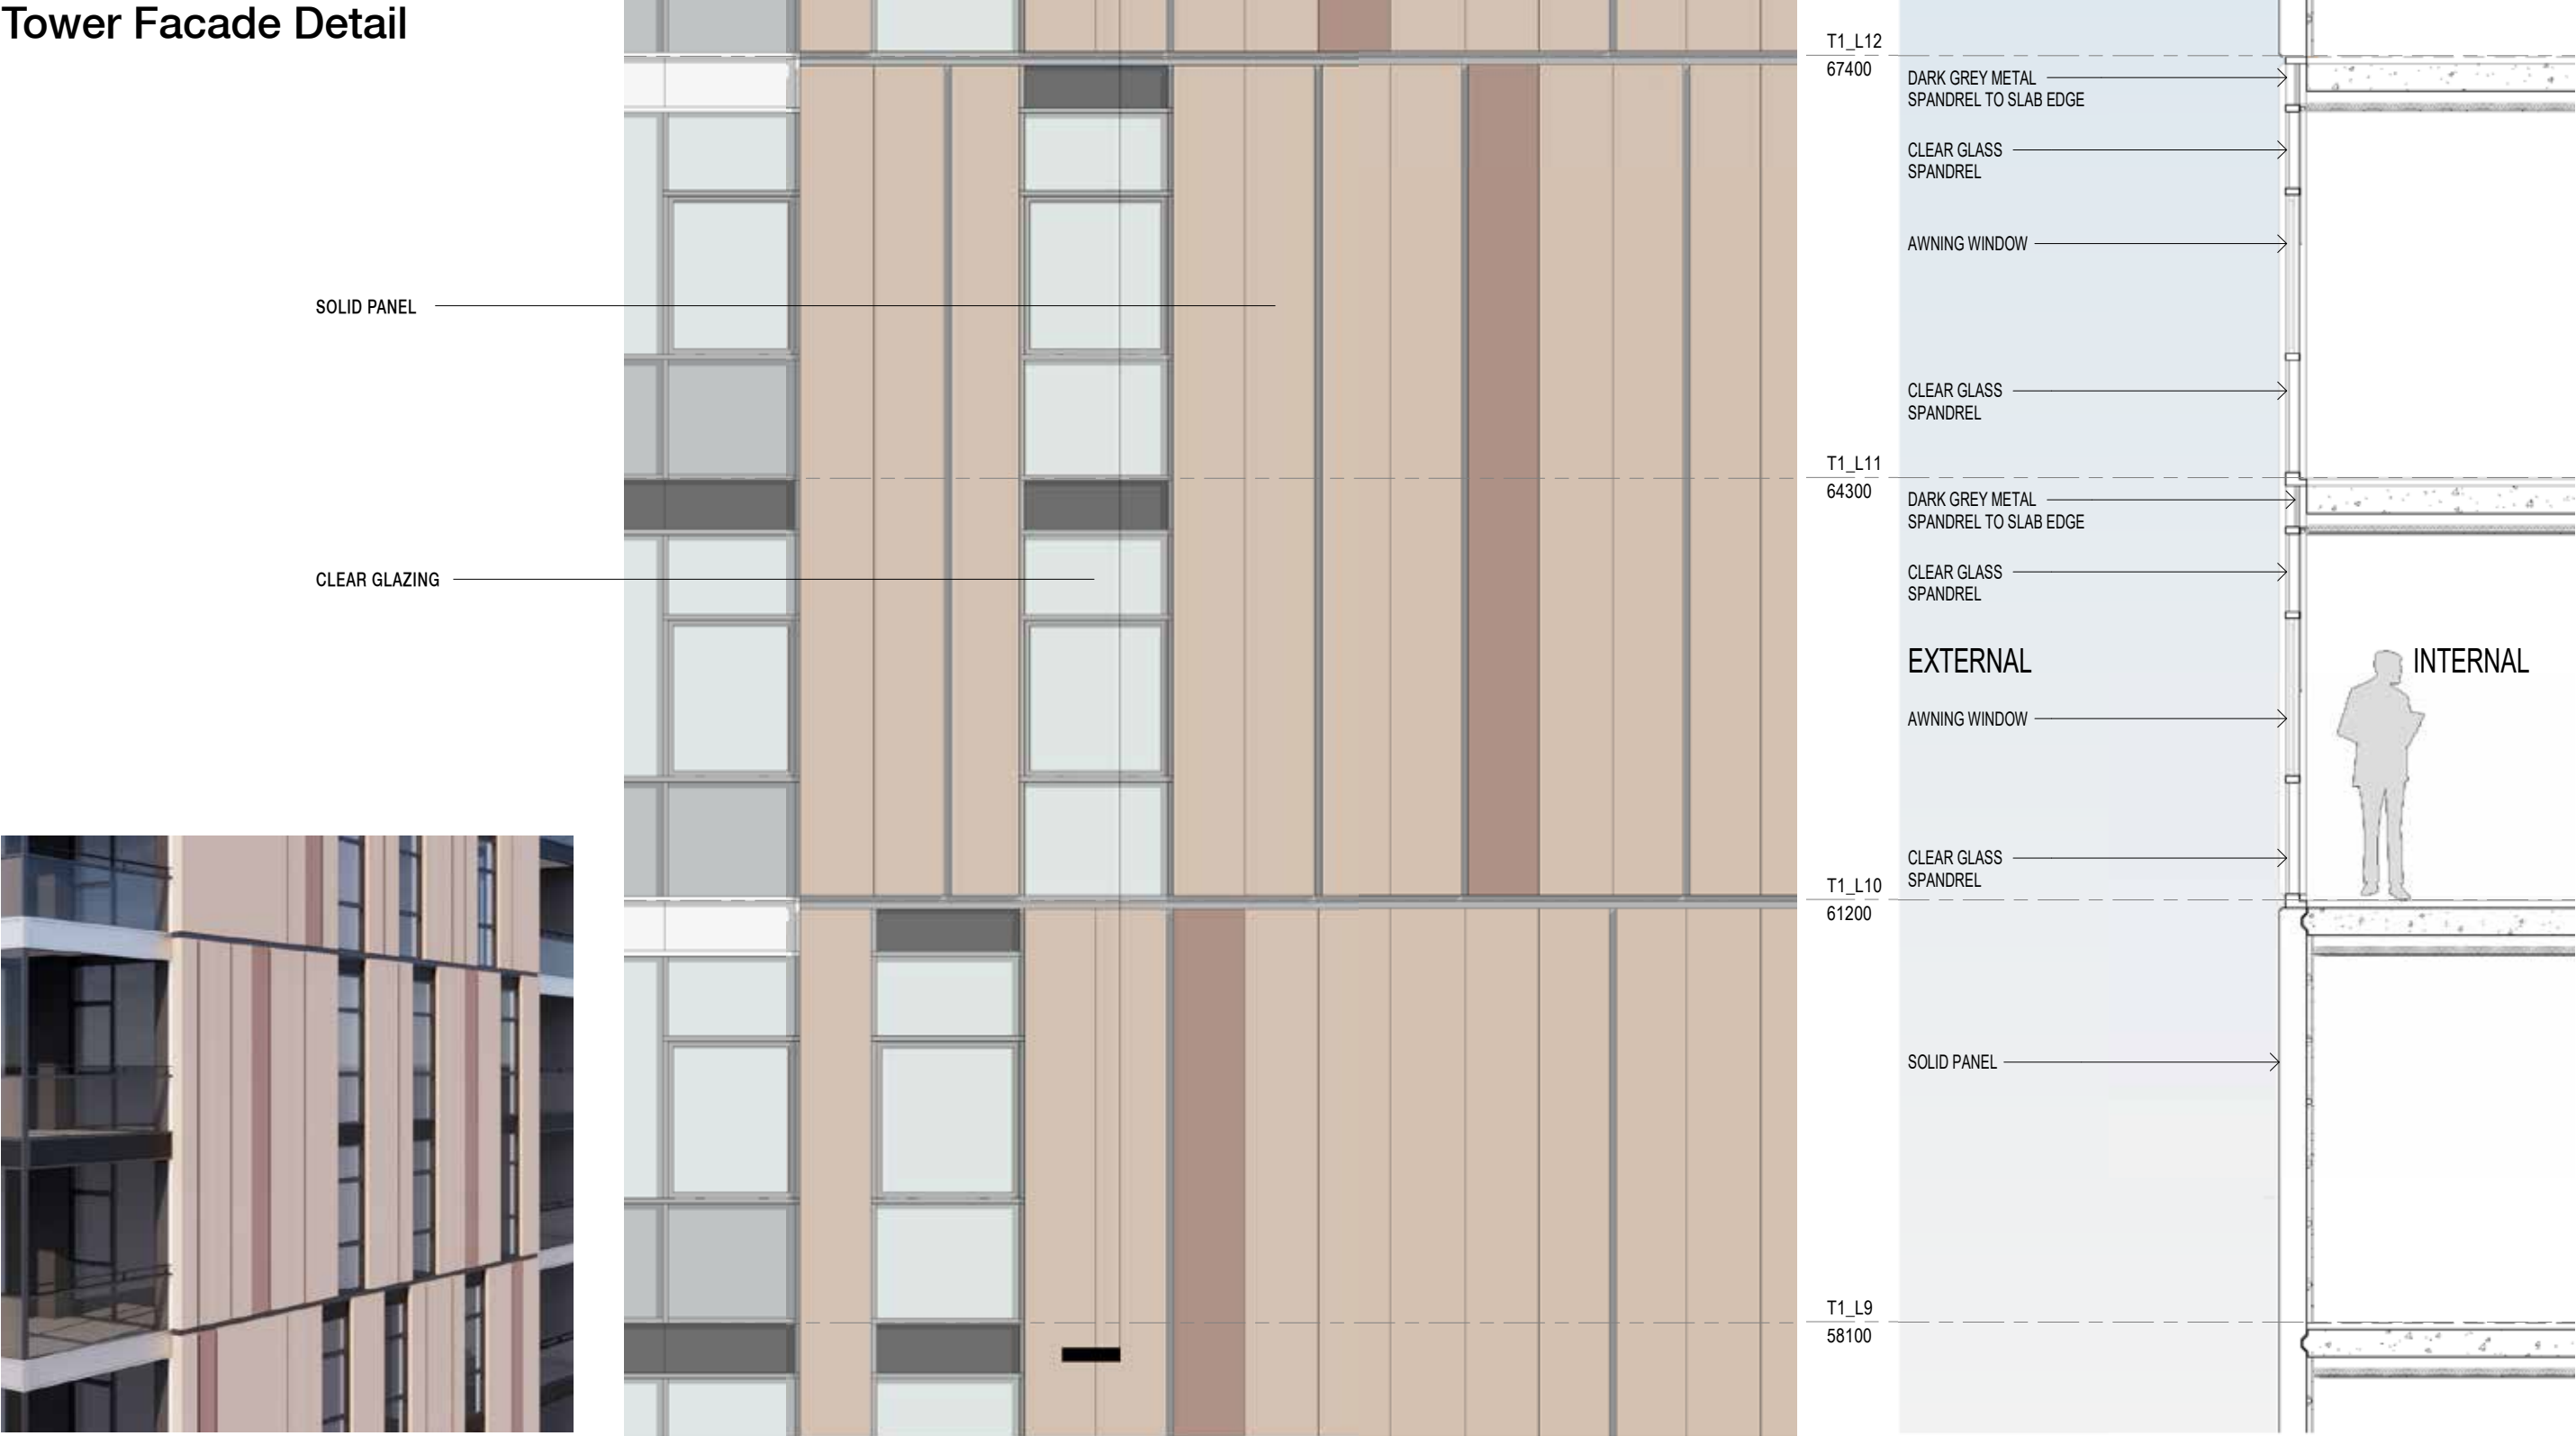 Tower Facade Detail
SOLID PANEL
CLEAR GLAZING
T1_L12
67400
DARK GREY METAL
SPANDREL TO SLAB EDGE
CLEAR GLASS
SPANDREL
AWNING WINDOW
CLEAR GLASS
SPANDREL
T1_L11
64300
DARK GREY METAL
SPANDREL TO SLAB EDGE
CLEAR GLASS
SPANDREL
EXTERNAL
INTERNAL
AWNING WINDOW
CLEAR GLASS
SPANDREL
T1_L10
61200
SOLID PANEL
T1_L9
58100